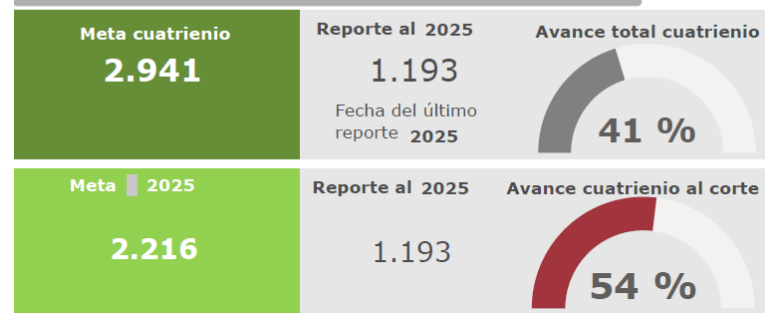 Meta cuatrienio
2.941
Reporte al 2025
1.193
Fecha del último
reporte 2025
Avance total cuatrienio
41 %
Meta 2025
2.216
Reporte al 2025
1.193
Avance cuatrienio al corte
54 %